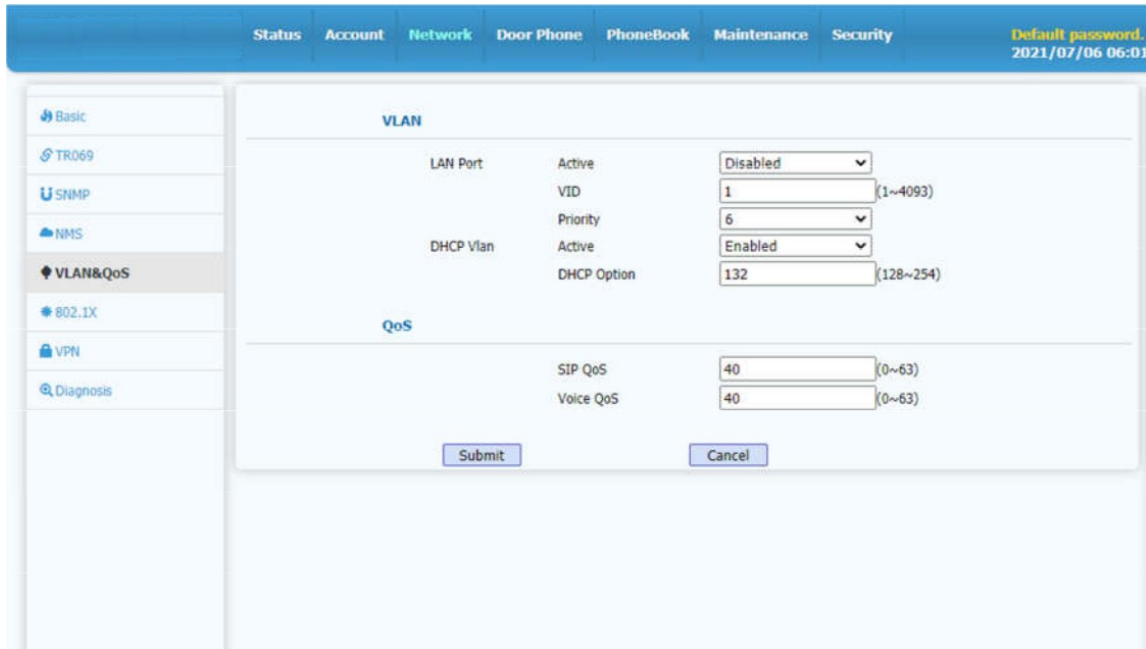 Status Account Network Door Phone PhoneBook Maintenance Security Default password.
2021/07/06 06:01
Basic
TR069
SNMP
NMS
VLAN&QoS
802.1X
VPN
Diagnosis
VLAN
LAN Port Active Disabled
VID 1 (1~4093)
Priority 6
DHCP Vlan Active Enabled
DHCP Option 132 (128~254)
QoS
SIP QoS 40 (0~63)
Voice QoS 40 (0~63)
Submit Cancel